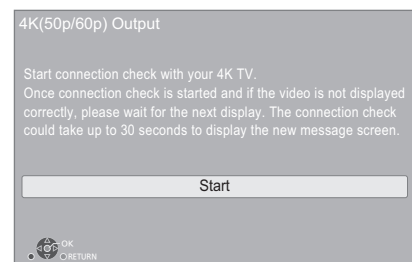 4K(50p/60p) Output
Start connection check with your 4K TV.
Once connection check is started and if the video is not displayed
correctly, please wait for the next display. The connection check
could take up to 30 seconds to display the new message screen.
Start
OK
RETURN